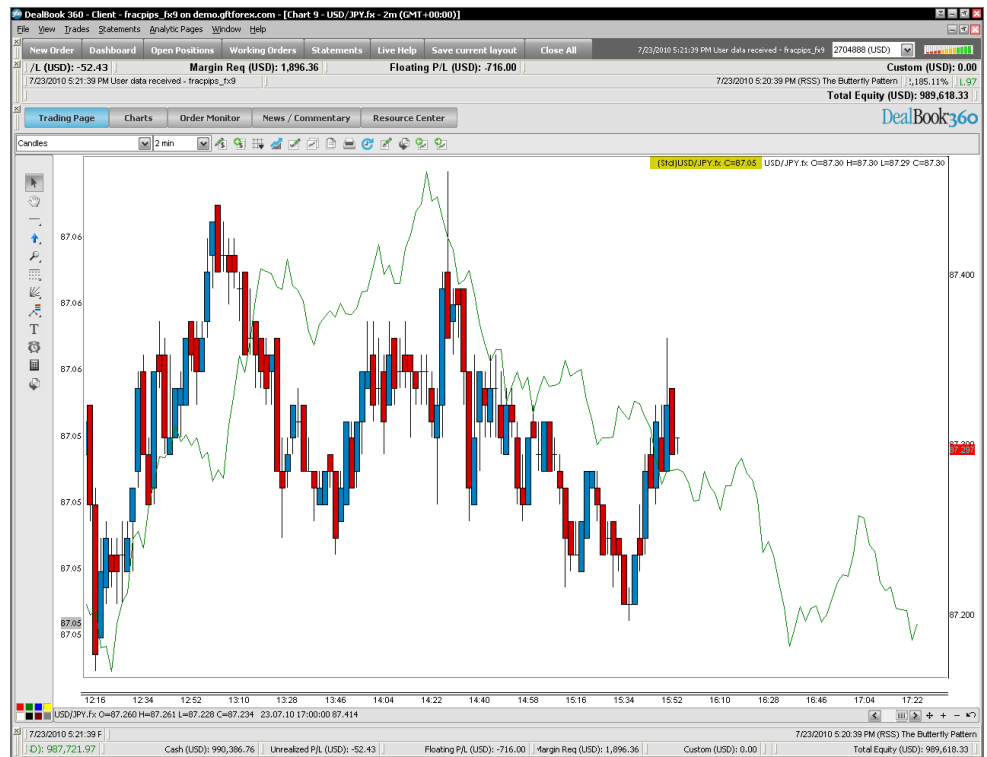 DealBook 360 - Client - fracpips_fx9 on demo.gftforex.com - [Chart 9 - USD/JPY.fx - 2m (GMT+00:00)]
File View Trades Statements Analytic Pages Window Help
New Order Dashboard Open Positions Working Orders Statements Live Help Save current layout Close All 7/23/2010 5:21:39 PM User data received - fracpips_fx9 2704888 (USD)
/L (USD): -52.43 Margin Req (USD): 1,896.36 Floating P/L (USD): -716.00 Custom (USD): 0.00
7/23/2010 5:21:39 PM User data received - fracpips_fx9 7/23/2010 5:20:39 PM (RSS) The Butterfly Pattern ,185.11% 1.97
Total Equity (USD): 989,618.33
Trading Page Charts Order Monitor News / Commentary Resource Center DealBook360
Candles 2 min
(Std)USD/JPY.fx C=87.05 USD/JPY.fx O=87.30 H=87.30 L=87.29 C=87.30
87.06
87.400
87.06
87.06
T
87.05
87.297
87.05
87.05
87.05
87.200
87.05
12:16 12:34 12:52 13:10 13:28 13:46 14:04 14:22 14:40 14:58 15:16 15:34 15:52 16:10 16:28 16:46 17:04 17:22
USD/JPY.fx O=87.260 H=87.261 L=87.228 C=87.234 23.07.10 17:00:00 87.414
7/23/2010 5:21:39 F 7/23/2010 5:20:39 PM (RSS) The Butterfly Pattern
D): 987,721.97 Cash (USD): 990,386.76 Unrealized P/L (USD): -52.43 Floating P/L (USD): -716.00 Margin Req (USD): 1,896.36 Custom (USD): 0.00 Total Equity (USD): 989,618.33